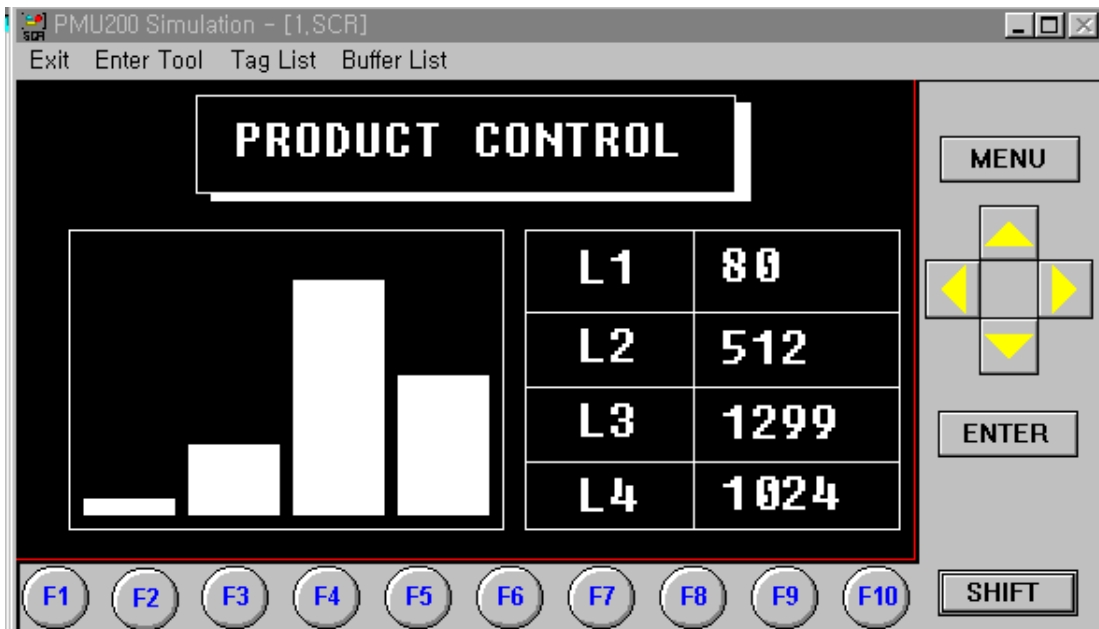 PMU200 Simulation - [1,SCR]
Exit Enter Tool Tag List Buffer List
PRODUCT CONTROL
MENU
L1 80
L2 512
L3 1299
L4 1024
ENTER
F1 F2 F3 F4 F5 F6 F7 F8 F9 F10
SHIFT